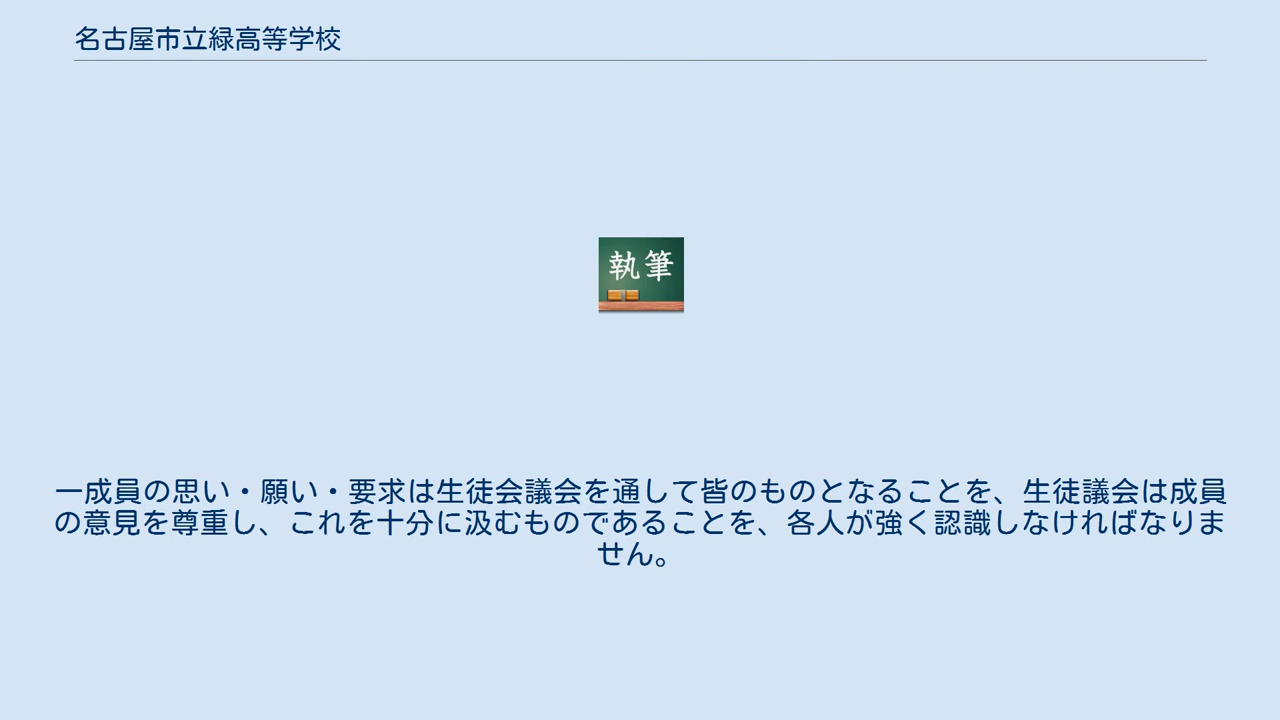 名古屋市立緑高等学校
執筆
一成員の思い・願い・要求は生徒会議会を通して皆のものとなることを、生徒議会は成員
の意見を尊重し、これを十分に汲むものであることを、各人が強く認識しなければなりま
せん。